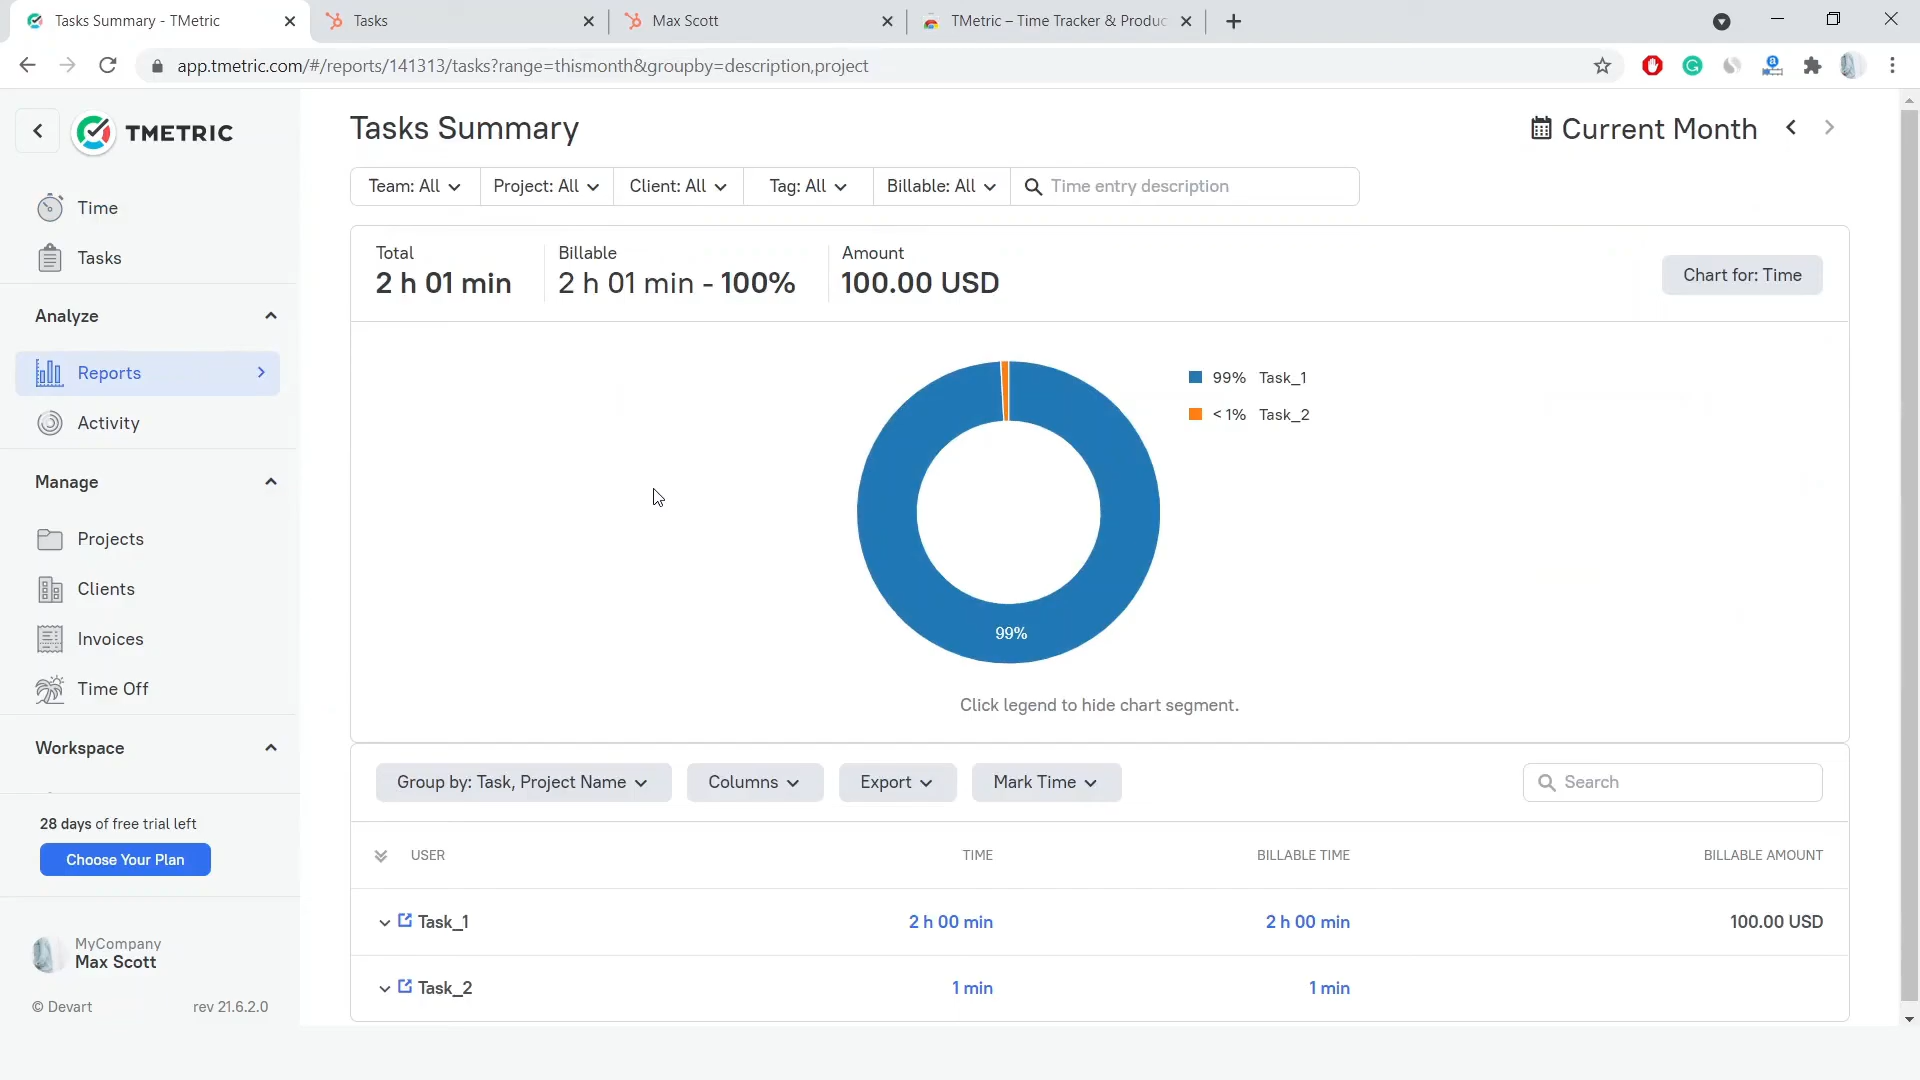 Tasks Summary - TMetric
Tasks
Max Scott
TMetric – Time Tracker & Produc
app.tmetric.com/#/reports/141313/tasks?range=thismonth&groupby=description,project
TMETRIC
Time
Tasks
Analyze
Reports
Activity
Manage
Projects
Clients
Invoices
Time Off
Workspace
28 days of free trial left
Choose Your Plan
MyCompany
Max Scott
© Devart rev 21.6.2.0
Tasks Summary
Current Month
Team: All Project: All Client: All Tag: All Billable: All Time entry description
Total Billable Amount
2 h 01 min 2 h 01 min - 100% 100.00 USD
Chart for: Time
99% Task_1
< 1% Task_2
99%
Click legend to hide chart segment.
Group by: Task, Project Name Columns Export Mark Time Search
USER TIME BILLABLE TIME BILLABLE AMOUNT
Task_1 2 h 00 min 2 h 00 min 100.00 USD
Task_2 1 min 1 min